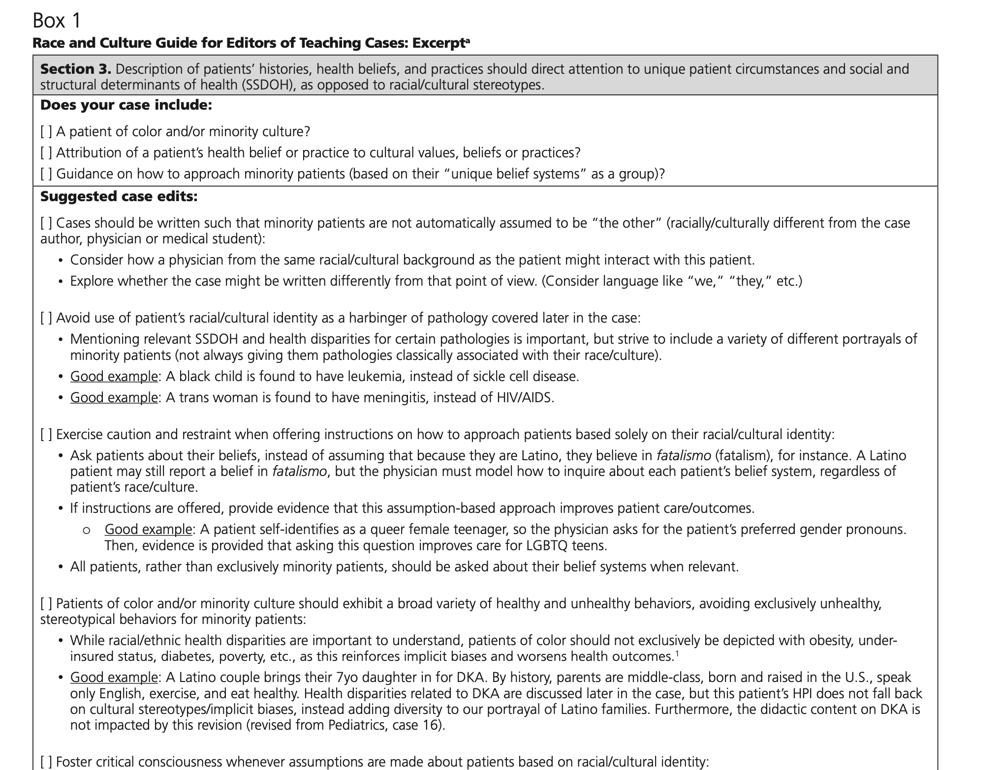 Box 1
Race and Culture Guide for Editors of Teaching Cases: Excerptᵃ
Section 3. Description of patients’ histories, health beliefs, and practices should direct attention to unique patient circumstances and social and
structural determinants of health (SSDOH), as opposed to racial/cultural stereotypes.
Does your case include:
[ ] A patient of color and/or minority culture?
[ ] Attribution of a patient’s health belief or practice to cultural values, beliefs or practices?
[ ] Guidance on how to approach minority patients (based on their “unique belief systems” as a group)?
Suggested case edits:
[ ] Cases should be written such that minority patients are not automatically assumed to be “the other” (racially/culturally different from the case
author, physician or medical student):
• Consider how a physician from the same racial/cultural background as the patient might interact with this patient.
• Explore whether the case might be written differently from that point of view. (Consider language like “we,” “they,” etc.)
[ ] Avoid use of patient’s racial/cultural identity as a harbinger of pathology covered later in the case:
• Mentioning relevant SSDOH and health disparities for certain pathologies is important, but strive to include a variety of different portrayals of
minority patients (not always giving them pathologies classically associated with their race/culture).
• Good example: A black child is found to have leukemia, instead of sickle cell disease.
• Good example: A trans woman is found to have meningitis, instead of HIV/AIDS.
[ ] Exercise caution and restraint when offering instructions on how to approach patients based solely on their racial/cultural identity:
• Ask patients about their beliefs, instead of assuming that because they are Latino, they believe in fatalismo (fatalism), for instance. A Latino
patient may still report a belief in fatalismo, but the physician must model how to inquire about each patient’s belief system, regardless of
patient’s race/culture.
• If instructions are offered, provide evidence that this assumption-based approach improves patient care/outcomes.
○ Good example: A patient self-identifies as a queer female teenager, so the physician asks for the patient’s preferred gender pronouns.
Then, evidence is provided that asking this question improves care for LGBTQ teens.
• All patients, rather than exclusively minority patients, should be asked about their belief systems when relevant.
[ ] Patients of color and/or minority culture should exhibit a broad variety of healthy and unhealthy behaviors, avoiding exclusively unhealthy,
stereotypical behaviors for minority patients:
• While racial/ethnic health disparities are important to understand, patients of color should not exclusively be depicted with obesity, under-
insured status, diabetes, poverty, etc., as this reinforces implicit biases and worsens health outcomes.¹
• Good example: A Latino couple brings their 7yo daughter in for DKA. By history, parents are middle-class, born and raised in the U.S., speak
only English, exercise, and eat healthy. Health disparities related to DKA are discussed later in the case, but this patient’s HPI does not fall back
on cultural stereotypes/implicit biases, instead adding diversity to our portrayal of Latino families. Furthermore, the didactic content on DKA is
not impacted by this revision (revised from Pediatrics, case 16).
[ ] Foster critical consciousness whenever assumptions are made about patients based on racial/cultural identity: